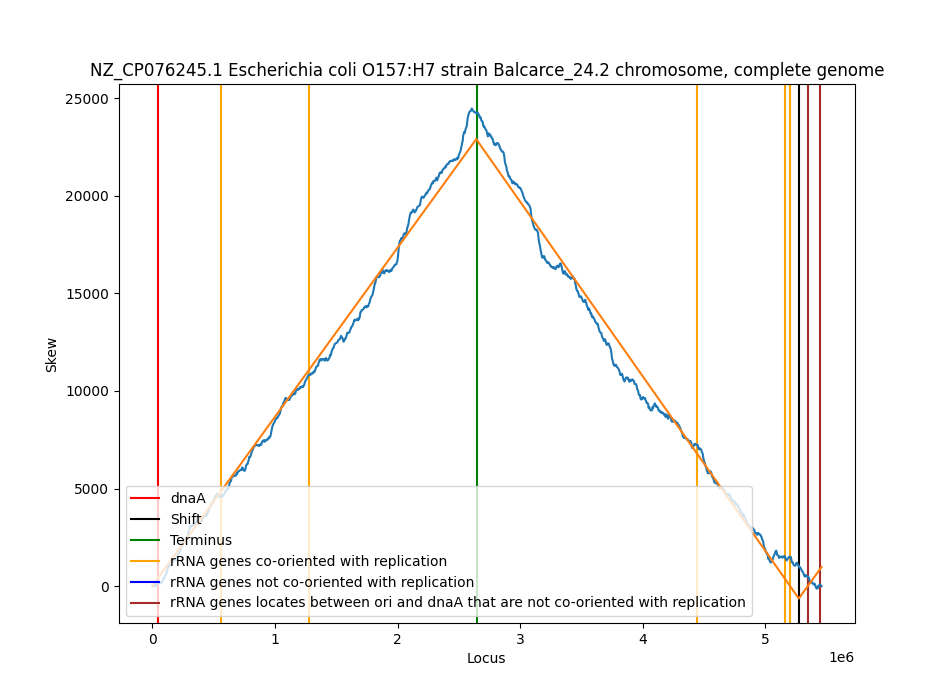 NZ_CP076245.1 Escherichia coli O157:H7 strain Balcarce_24.2 chromosome, complete genome
25000
20000
15000
10000
5000
0
Skew
dnaA
Shift
Terminus
rRNA genes co-oriented with replication
rRNA genes not co-oriented with replication
rRNA genes locates between ori and dnaA that are not co-oriented with replication
0 1 2 3 4 5
Locus
1e6